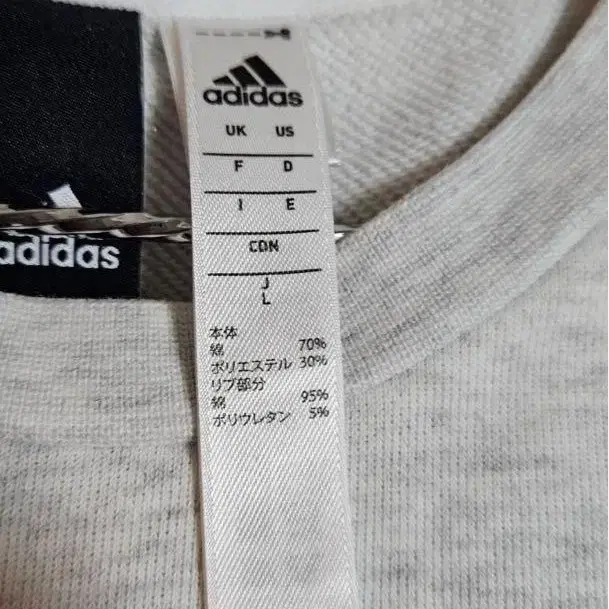 adidas
UK US
F D
I E
CDN
J
L
本体
綿 70%
ポリエステル 30%
リブ部分
綿 95%
ポリウレタン 5%
adidas